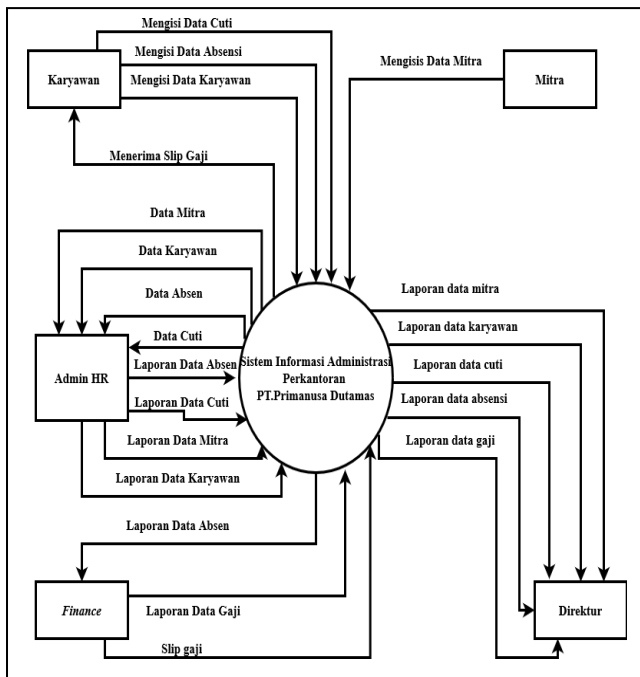 Mengisi Data Cuti
Mengisi Data Absensi
Mengisi Data Karyawan
Karyawan
Mengisis Data Mitra
Mitra
Menerima Slip Gaji
Data Mitra
Data Karyawan
Data Absen
Data Cuti
Laporan Data Absen
Admin HR
Laporan Data Cuti
Laporan Data Mitra
Laporan Data Karyawan
Sistem Informasi Administrasi
Perkantoran
PT.Primanusa Dutamas
Laporan data mitra
Laporan data karyawan
Laporan data cuti
Laporan data absensi
Laporan data gaji
Laporan Data Absen
Finance
Laporan Data Gaji
Slip gaji
Direktur